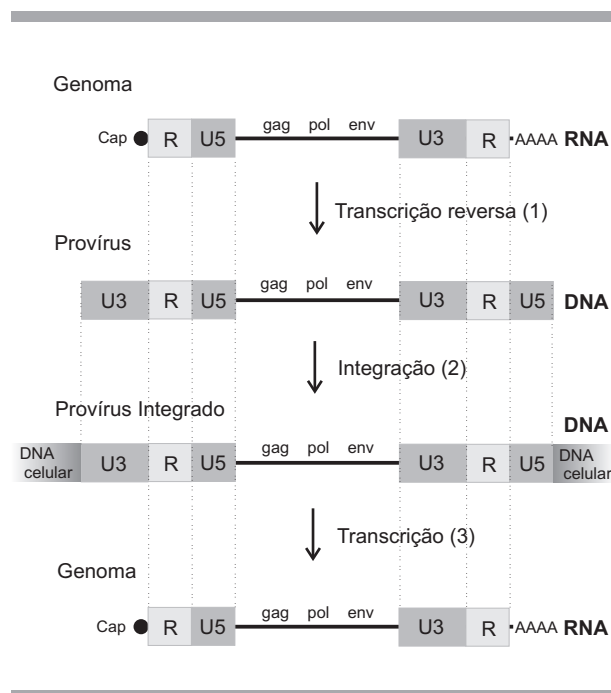 Genoma
Cap R U5 gag pol env U3 R AAAA RNA
Transcrição reversa (1)
Provírus
U3 R U5 gag pol env U3 R U5 DNA
Integração (2)
Provírus Integrado
DNA
DNA celular U3 R U5 gag pol env U3 R U5 DNA celular
Transcrição (3)
Genoma
Cap R U5 gag pol env U3 R AAAA RNA